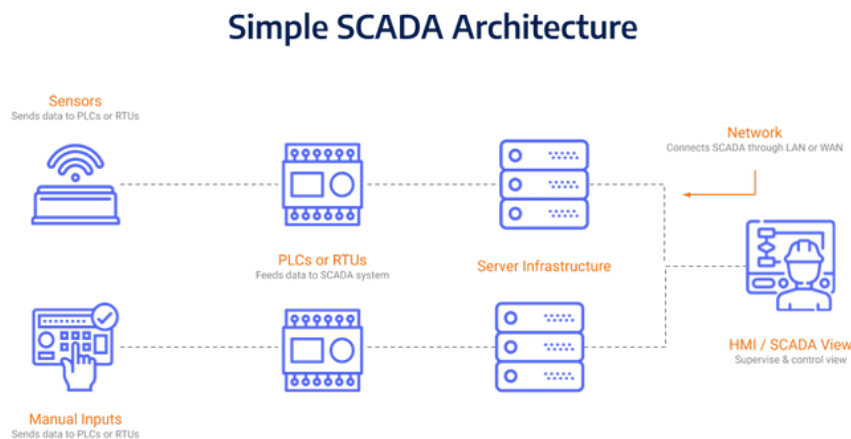 Simple SCADA Architecture
Sensors
Sends data to PLCs or RTUs
Network
Connects SCADA through LAN or WAN
PLCs or RTUs
Feeds data to SCADA system
Server Infrastructure
HMI / SCADA View
Supervise & control view
Manual Inputs
Sends data to PLCs or RTUs